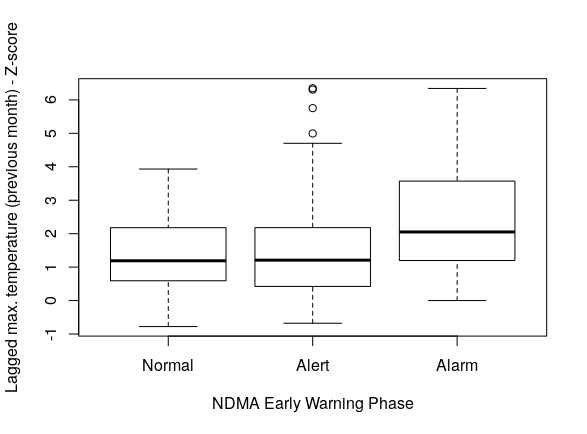 Lagged max. temperature (previous month) - Z-score
6
5
4
3
2
1
0
-1
Normal Alert Alarm
NDMA Early Warning Phase